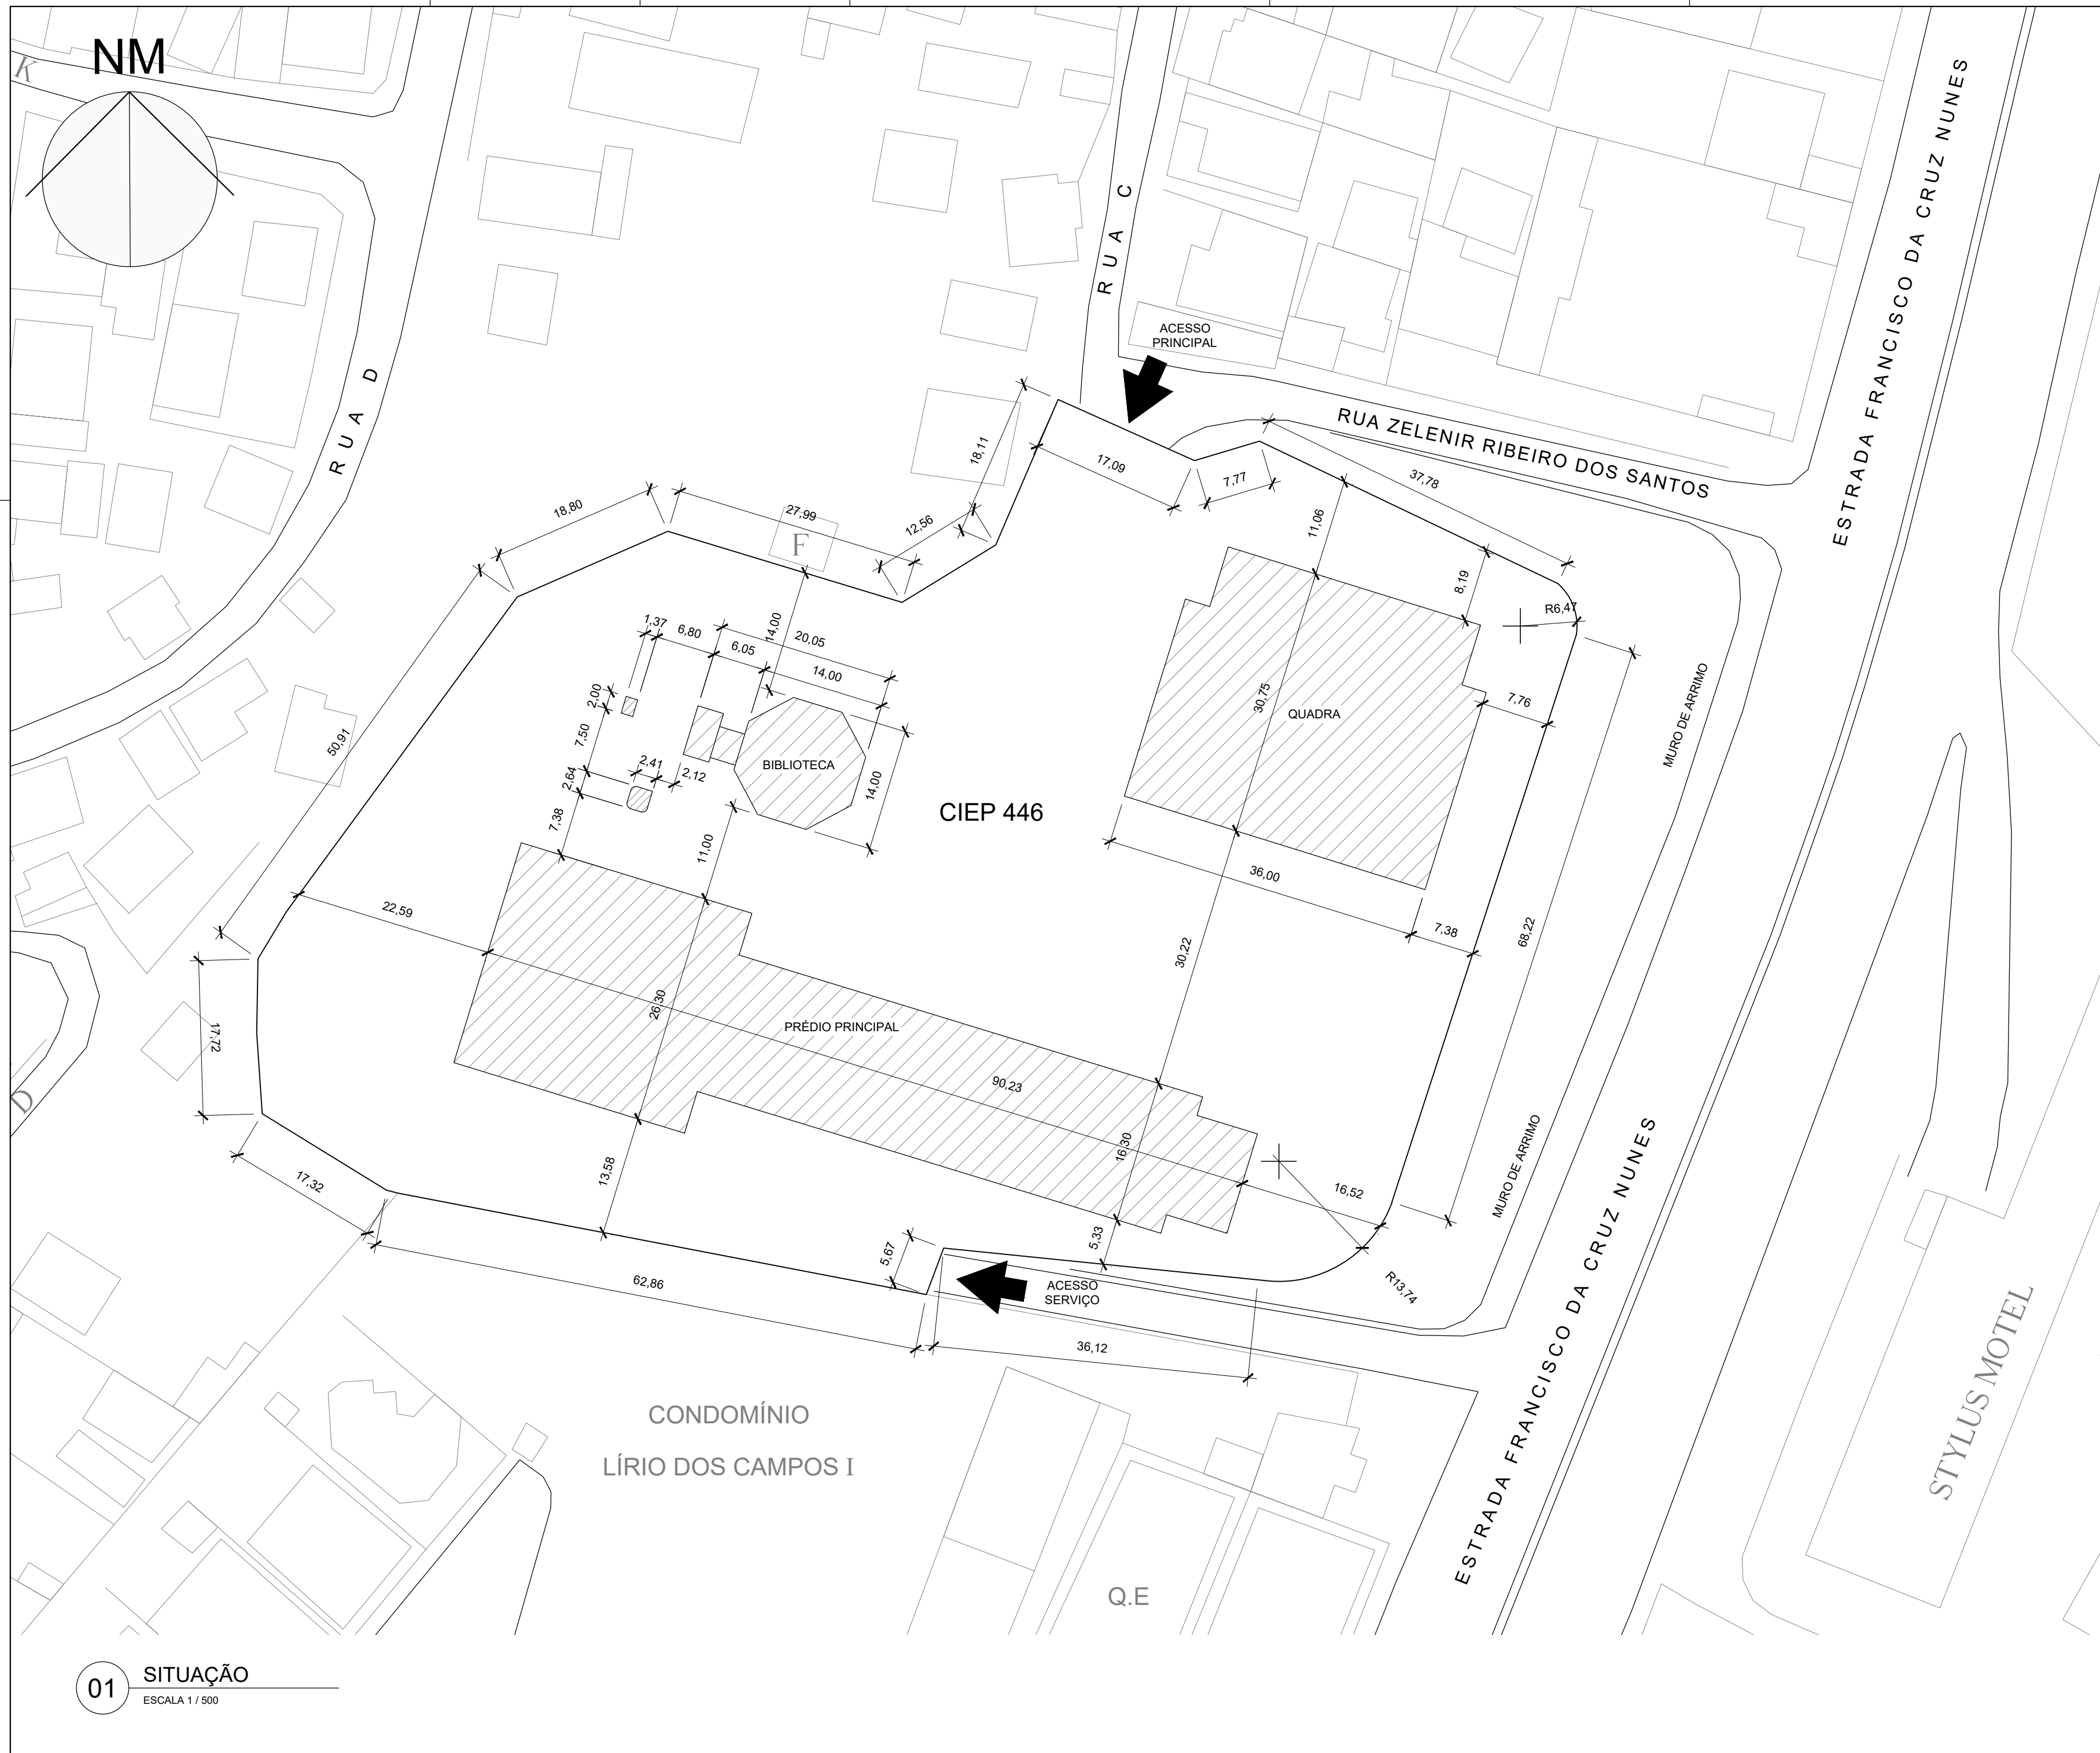 NM
K
RUA D
RUA C
ACESSO
PRINCIPAL
RUA ZELENIR RIBEIRO DOS SANTOS
ESTRADA FRANCISCO DA CRUZ NUNES
18,11
17,09
7,77
37,78
18,80
27,99
F
12,56
11,06
8,19
R6,47
1,37
6,80
6,05
14,00
20,05
14,00
2,00
7,50
2,64
2,41
2,12
7,38
BIBLIOTECA
14,00
11,00
50,91
30,75
QUADRA
7,76
MURO DE ARRIMO
CIEP 446
36,00
7,38
68,22
22,59
30,22
26,30
PRÉDIO PRINCIPAL
90,23
17,72
D
16,30
16,52
MURO DE ARRIMO
17,32
13,58
5,67
5,33
ACESSO
SERVIÇO
R13,74
62,86
36,12
ESTRADA FRANCISCO DA CRUZ NUNES
STYLUS MOTEL
CONDOMÍNIO
LÍRIO DOS CAMPOS I
Q.E
01
SITUAÇÃO
ESCALA 1 / 500